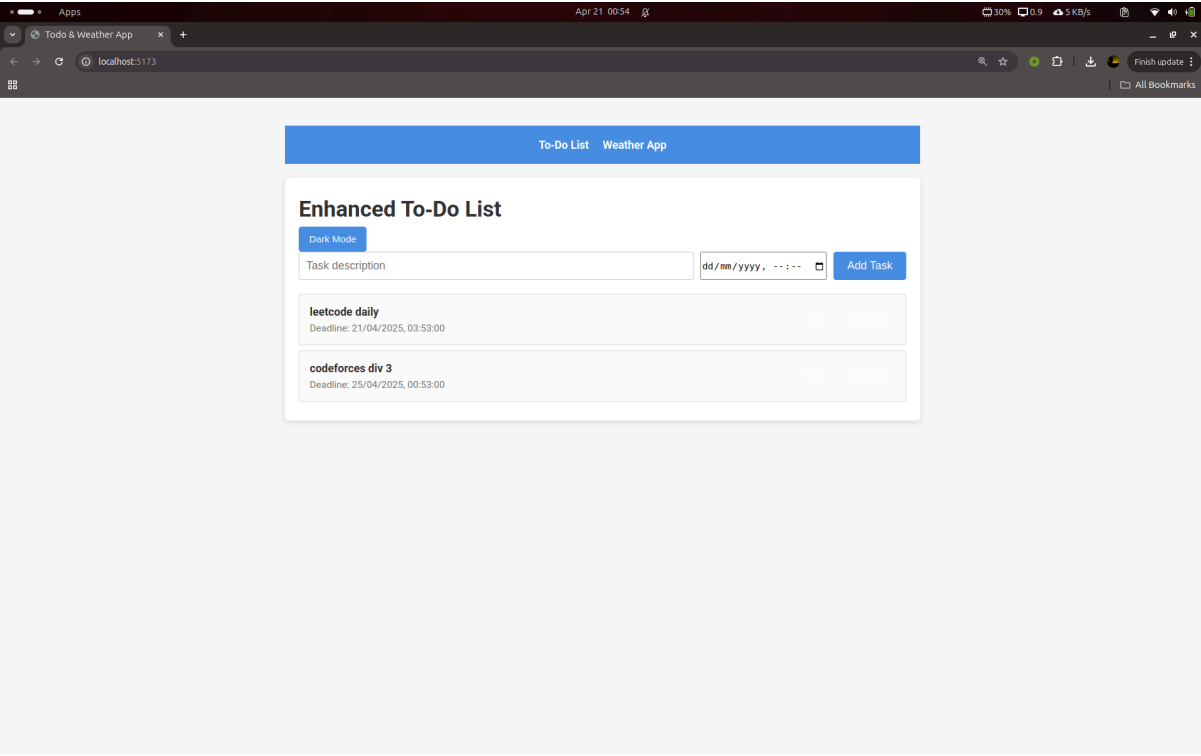 Apps
Apr 21 00:54
30% 0.9 5 KB/s
Todo & Weather App
localhost:5173
Finish update
All Bookmarks
To-Do List Weather App
Enhanced To-Do List
Dark Mode
Task description dd/mm/yyyy, --:-- Add Task
leetcode daily
Deadline: 21/04/2025, 03:53:00
codeforces div 3
Deadline: 25/04/2025, 00:53:00